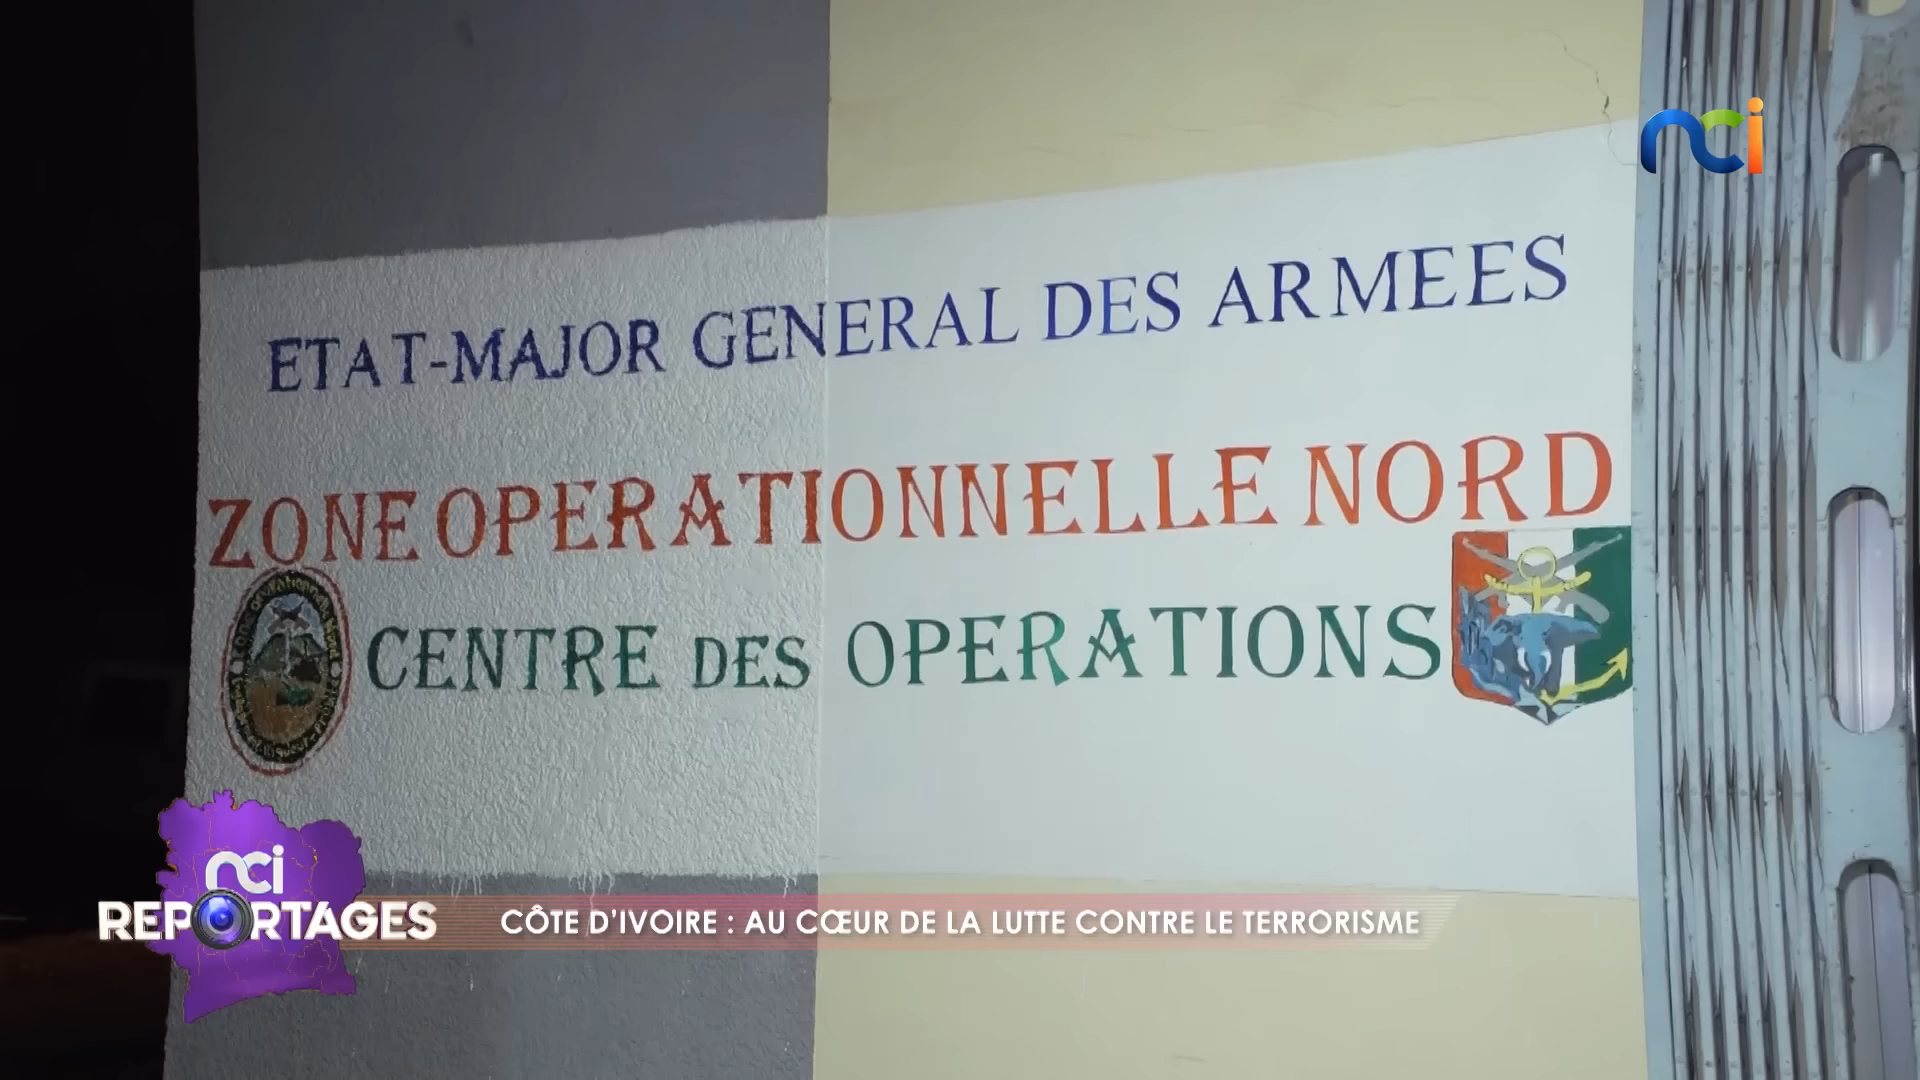 nci
ETAT-MAJOR GENERAL DES ARMEES
ZONE OPERATIONNELLE NORD
CENTRE DES OPERATIONS
nci
REPORTAGES
CÔTE D'IVOIRE : AU CŒUR DE LA LUTTE CONTRE LE TERRORISME